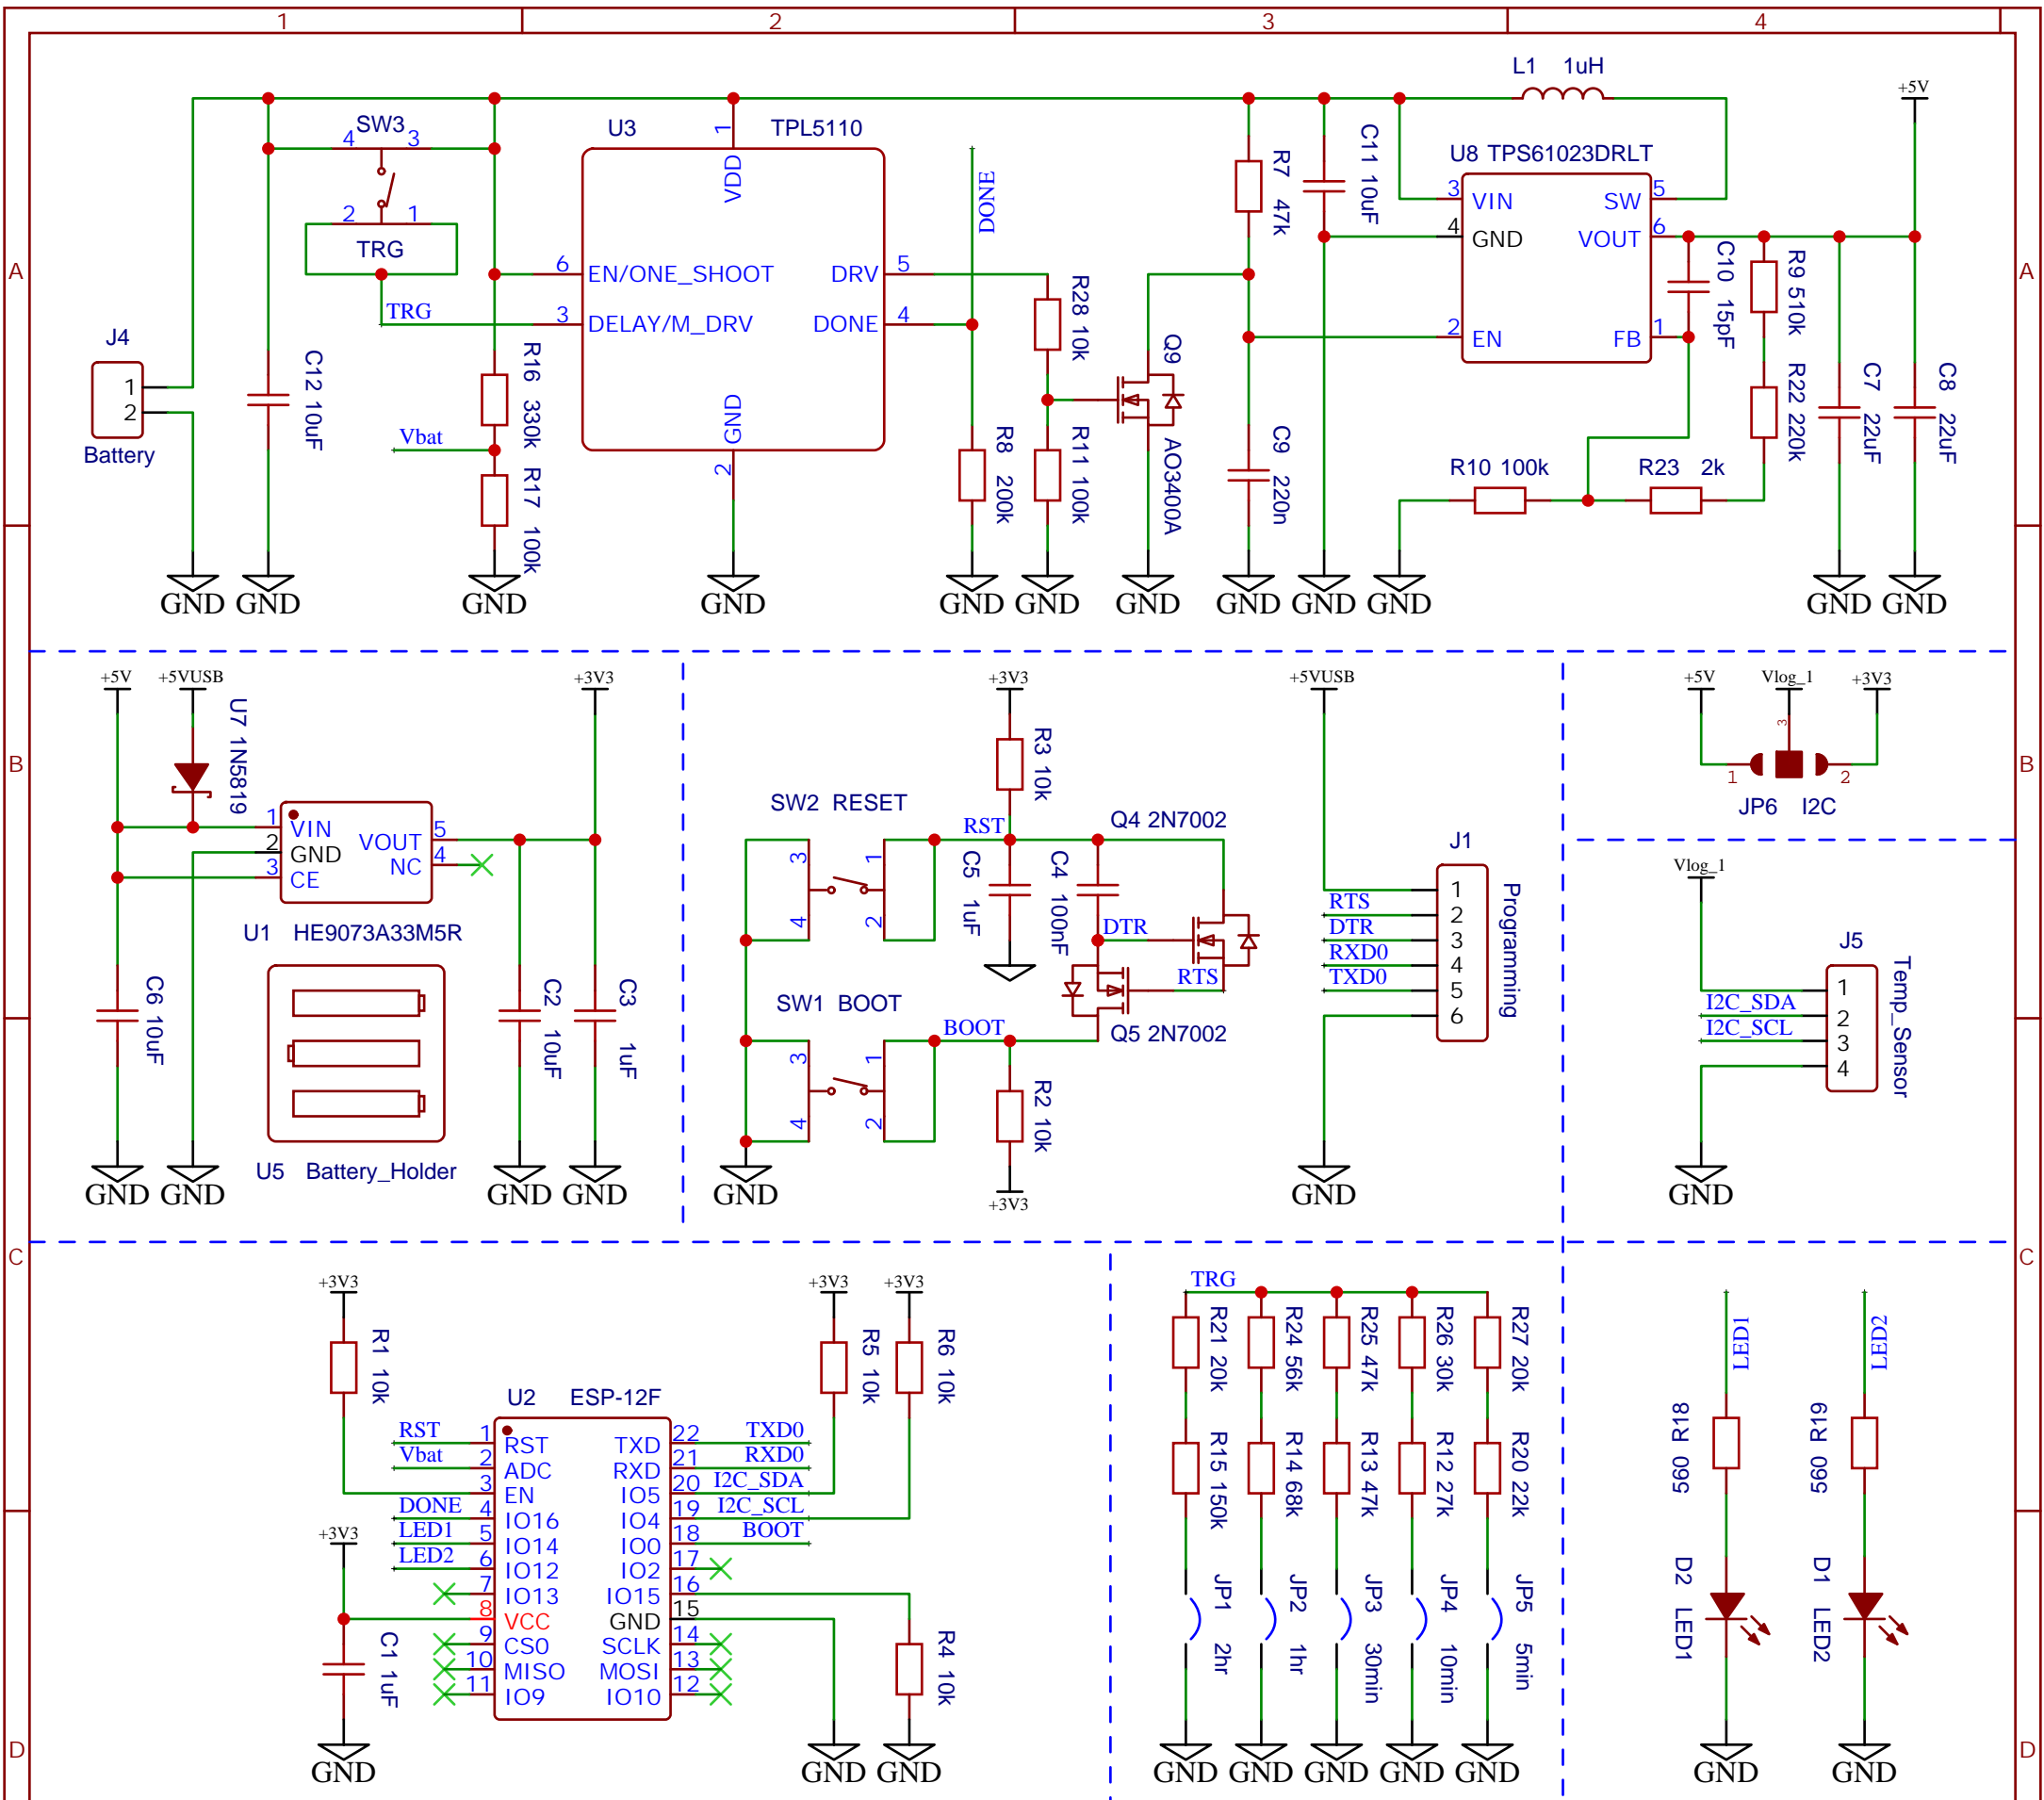 1 2 3 4
A A
B B
C C
D D
L1 1uH
+5V
SW3
4 3
2 1
TRG
TRG
U3 TPL5110
1 VDD
6 EN/ONE_SHOOT
3 DELAY/M_DRV
DRV 5
DONE 4
GND 2
DONE
R7 47k
C11 10uF
U8 TPS61023DRLT
3 VIN
4 GND
2 EN
SW 5
VOUT 6
FB 1
C10 15pF
R9 510k
R22 220k
C7 22uF
C8 22uF
R10 100k
R23 2k
J4
1
2
Battery
C12 10uF
R16 330k
Vbat
R17 100k
R28 10k
R8 200k
R11 100k
Q9
AO3400A
C9 220n
GND GND GND GND GND GND GND GND GND GND GND GND
+5V +5VUSB +3V3
U7 1N5819
1 VIN
2 GND
3 CE
VOUT 5
NC 4
U1 HE9073A33M5R
C6 10uF
C2 10uF
C3 1uF
U5 Battery_Holder
GND GND GND GND
+3V3
R3 10k
SW2 RESET
3 1
4 2
RST
C5 1uF
C4 100nF
Q4 2N7002
DTR
RTS
Q5 2N7002
SW1 BOOT
3 1
4 2
BOOT
R2 10k
+3V3
GND
+5VUSB
J1
Programming
1
RTS 2
DTR 3
RXD0 4
TXD0 5
6
GND
+5V Vlog_1 +3V3
3
1 2
JP6 I2C
Vlog_1
J5
Temp_Sensor
1
I2C_SDA 2
I2C_SCL 3
4
GND
+3V3 +3V3 +3V3
R1 10k
R5 10k
R6 10k
U2 ESP-12F
RST 1 RST
Vbat 2 ADC
3 EN
DONE 4 IO16
LED1 5 IO14
LED2 6 IO12
7 IO13
8 VCC
9 CS0
10 MISO
11 IO9
TXD 22 TXD0
RXD 21 RXD0
IO5 20 I2C_SDA
IO4 19 I2C_SCL
IO0 18 BOOT
IO2 17
IO15 16
GND 15
SCLK 14
MOSI 13
IO10 12
+3V3
C1 1uF
R4 10k
GND GND GND
TRG
R21 20k
R24 56k
R25 47k
R26 30k
R27 20k
R15 150k
R14 68k
R13 47k
R12 27k
R20 22k
JP1 2hr
JP2 1hr
JP3 30min
JP4 10min
JP5 5min
GND GND GND GND GND
LED1 LED2
R18 660
R19 660
D2 LED1
D1 LED2
GND GND